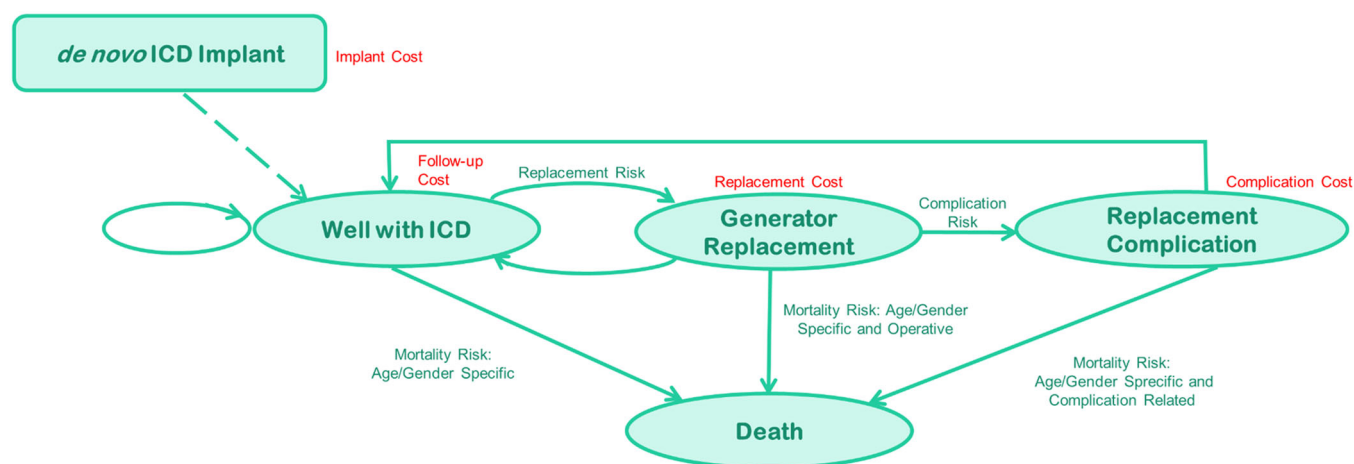 de novo ICD Implant
Implant Cost
Follow-up
Cost
Replacement Risk
Replacement Cost
Complication Cost
Well with ICD
Generator
Replacement
Complication
Risk
Replacement
Complication
Mortality Risk: Age/Gender
Specific and Operative
Mortality Risk:
Age/Gender Specific
Mortality Risk:
Age/Gender Sprecific and
Complication Related
Death